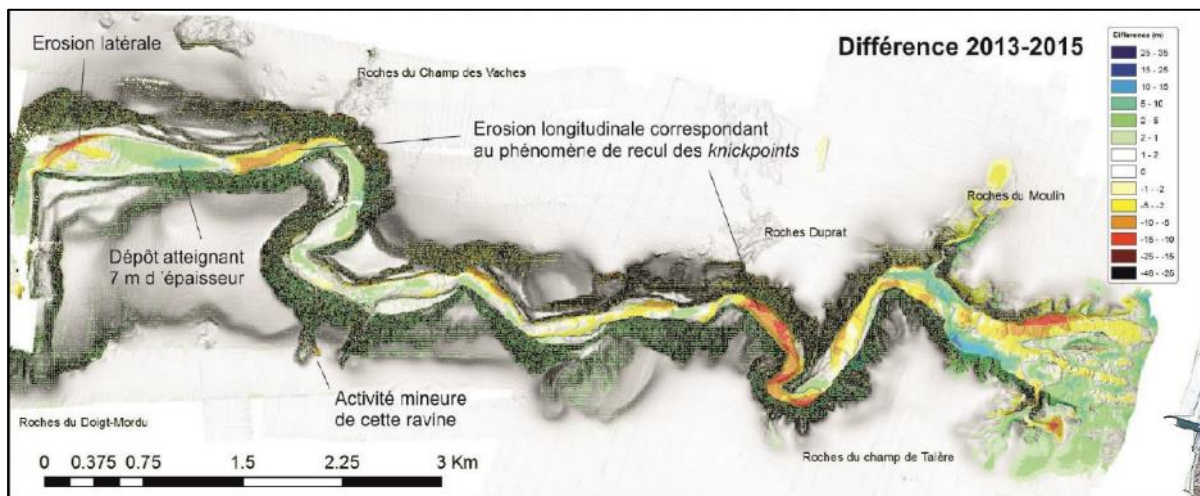 Différence 2013-2015
Erosion latérale
Roches du Champ des Vaches
Erosion longitudinale correspondant
au phénomène de recul des knickpoints
Roches du Moulin
Roches Duprat
Dépôt atteignant
7 m d 'épaisseur
Activité mineure
de cette ravine
Roches du Doigt-Mordu
Roches du champ de Talère
0 0.375 0.75 1.5 2.25 3 Km
Difference (m)
25 - 35
15 - 25
10 - 15
5 - 10
2 - 5
2 - 1
1 - 2
0
-1 - -2
-5 - -2
-10 - -5
-15 - -10
-25 - -15
-45 - -25